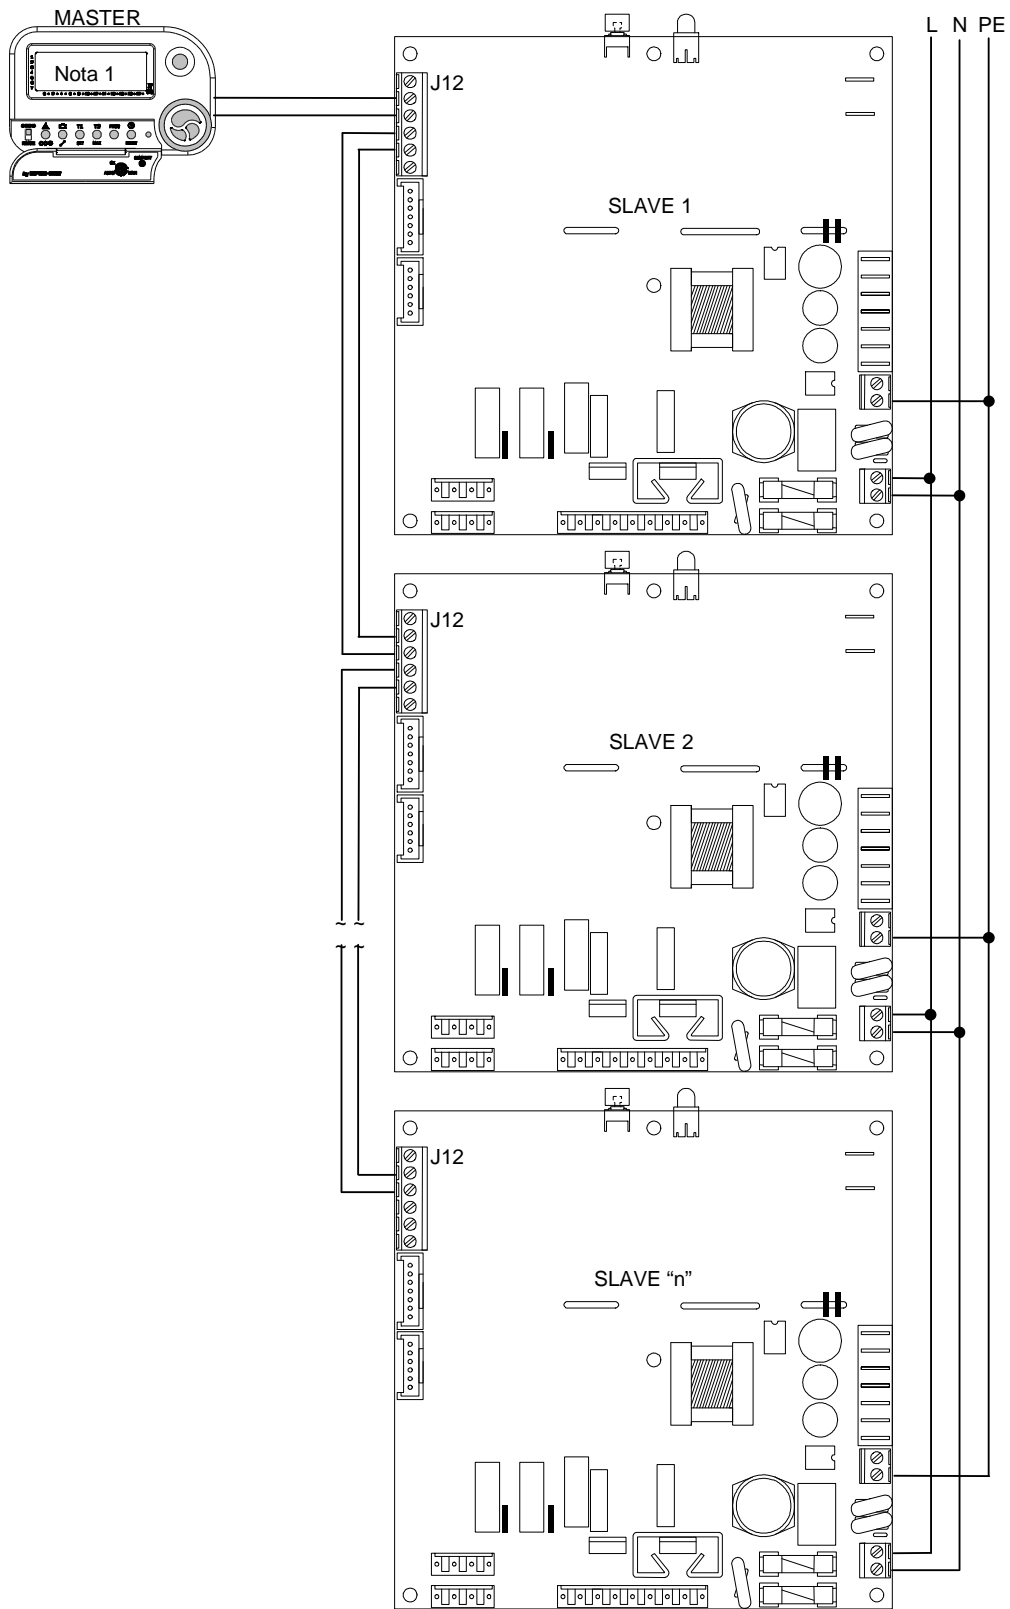 MASTER
L N PE
Nota 1
J12
SLAVE 1
J12
SLAVE 2
~ ~
~ ~
J12
SLAVE “n”